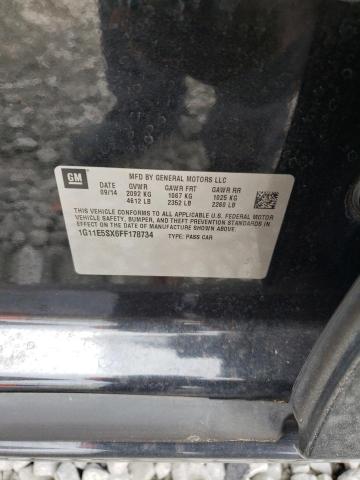 GM
MFD BY GENERAL MOTORS LLC
DATE GVWR GAWR FRT GAWR RR
09/14 2092 KG 1067 KG 1025 KG
4612 LB 2352 LB 2260 LB
THIS VEHICLE CONFORMS TO ALL APPLICABLE U.S. FEDERAL MOTOR
VEHICLE SAFETY, BUMPER, AND THEFT PREVENTION
STANDARDS IN EFFECT ON THE DATE OF MANUFACTURE SHOWN ABOVE.
1G11E5SX6FF178734
TYPE: PASS CAR